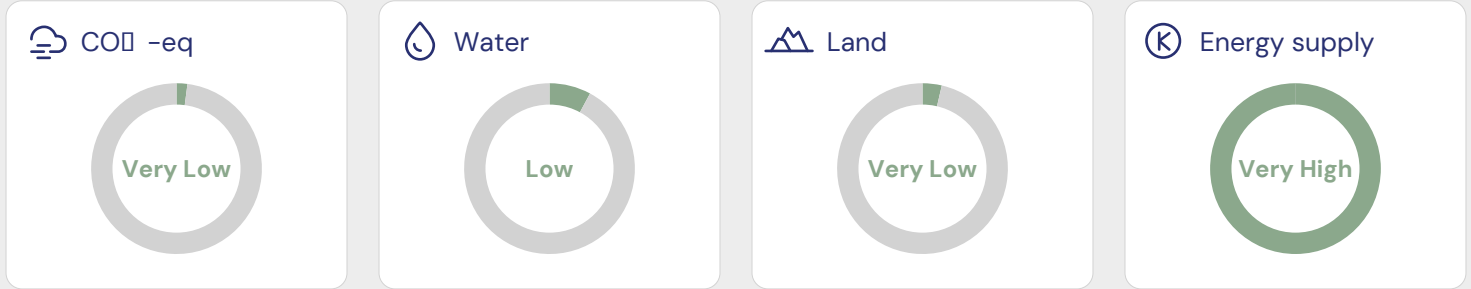 CO▯ -eq
Water
Land
Energy supply
Very Low
Low
Very Low
Very High